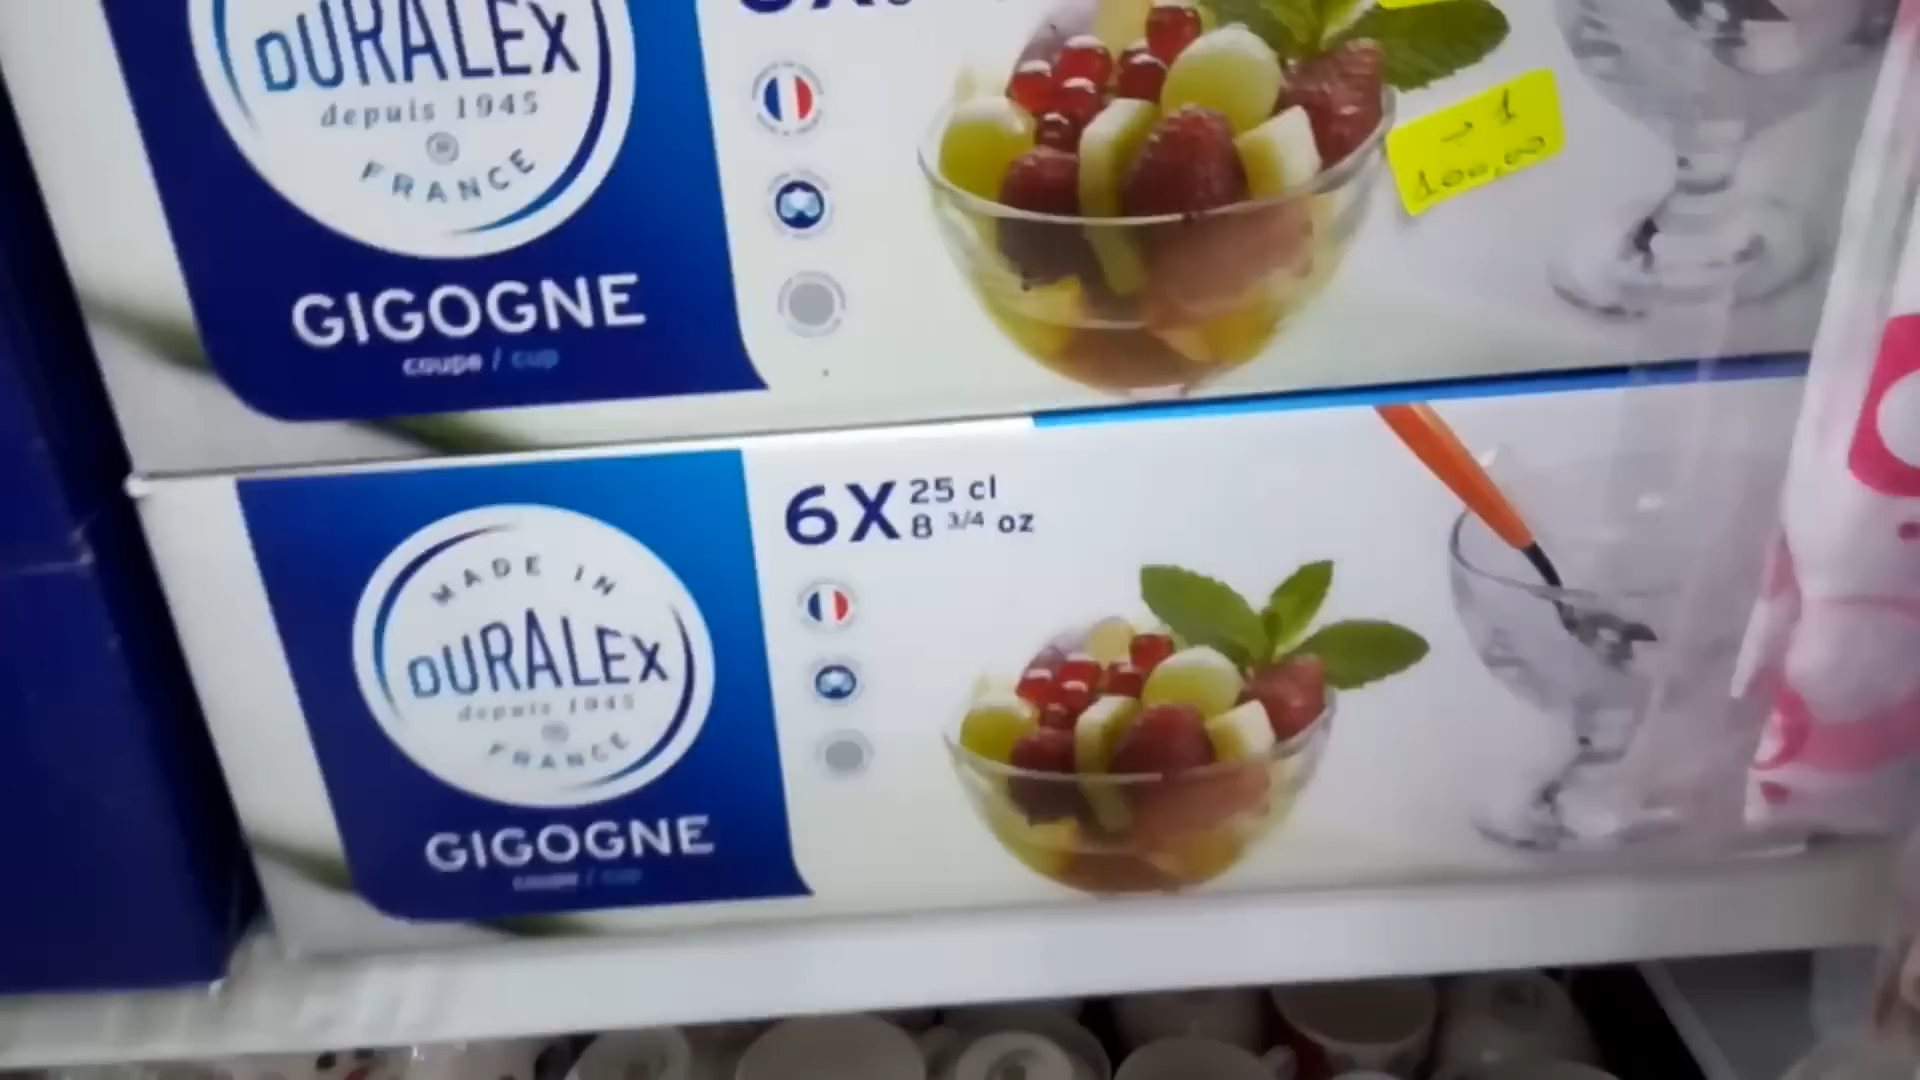 DURALEX
depuis 1945
®
FRANCE
GIGOGNE
coupe / cup
→ 1
100,00
6X 25 cl
8 3/4 oz
MADE IN
DURALEX
depuis 1945
FRANCE
GIGOGNE
coupe / cup